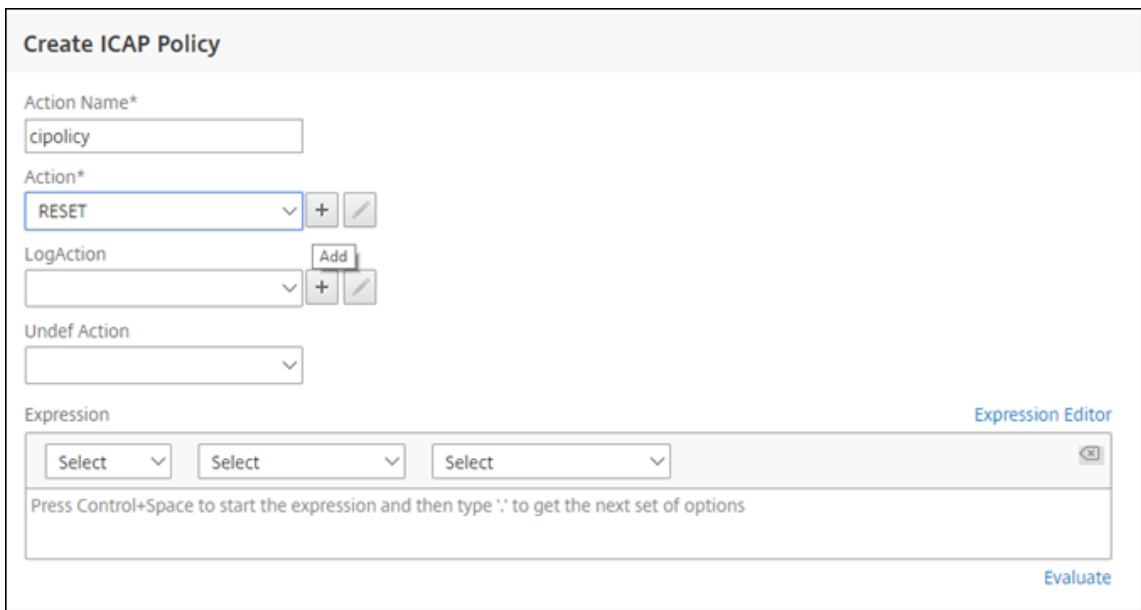 Create ICAP Policy
Action Name*
cipolicy
Action*
RESET
+
LogAction
Add
+
Undef Action
Expression
Expression Editor
Select
Select
Select
Press Control+Space to start the expression and then type '.' to get the next set of options
Evaluate